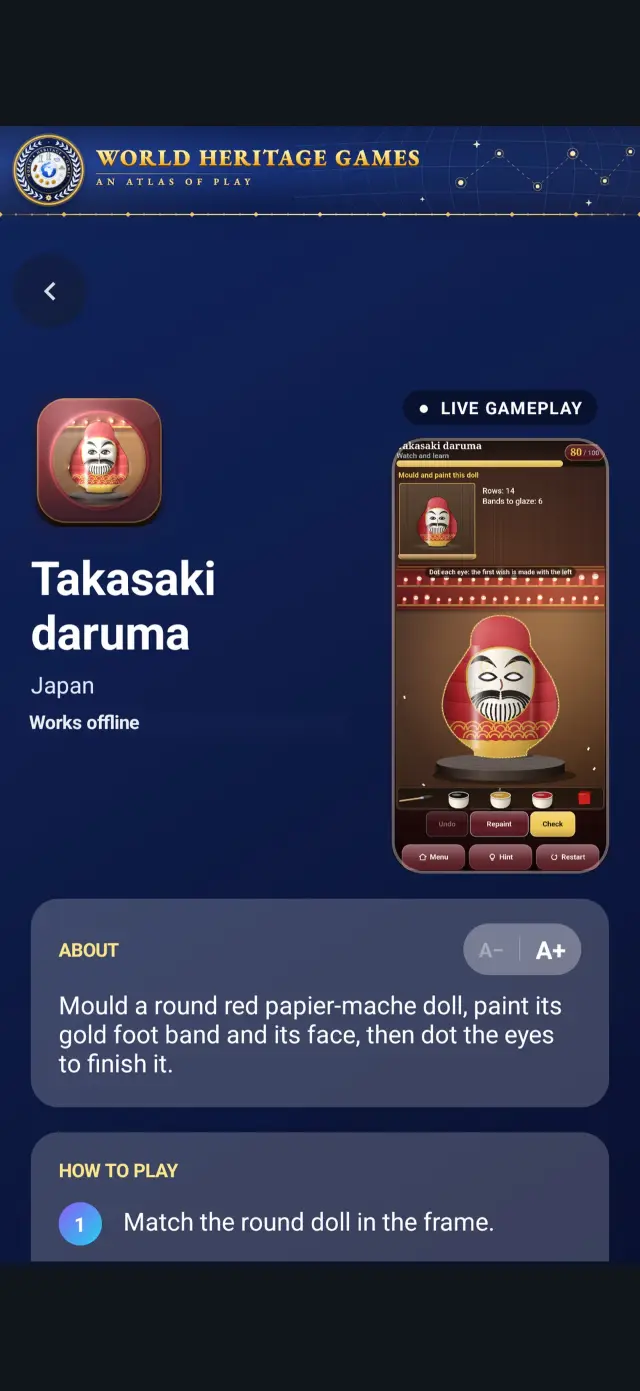 WORLD HERITAGE GAMES
AN ATLAS OF PLAY
LIVE GAMEPLAY
Takasaki daruma
Watch and learn
80 / 100
Mould and paint this doll
Rows: 14
Bands to glaze: 6
Dot each eye: the first wish is made with the left
Undo
Repaint
Check
Menu
Hint
Restart
Takasaki
daruma
Japan
Works offline
ABOUT
A−
A+
Mould a round red papier-mache doll, paint its
gold foot band and its face, then dot the eyes
to finish it.
HOW TO PLAY
1 Match the round doll in the frame.